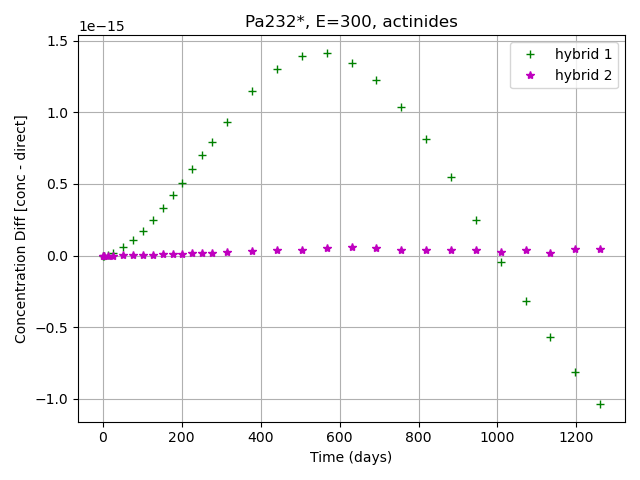 Pa232*, E=300, actinides
1e−15
1.5
1.0
0.5
0.0
−0.5
−1.0
Concentration Diff [conc - direct]
hybrid 1
hybrid 2
0 200 400 600 800 1000 1200
Time (days)